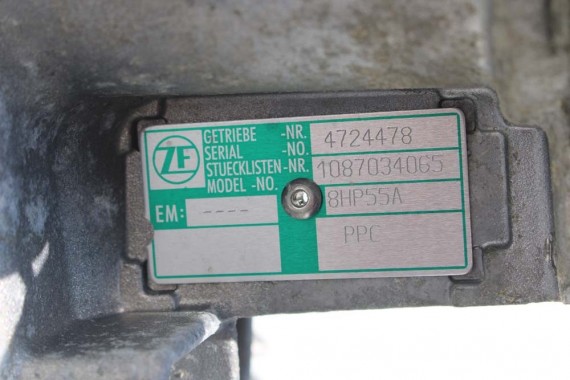 ZF
GETRIEBE -NR. 4724478
SERIAL -NO.
STUECKLISTEN-NR. 1087034065
MODEL -NO. 8HP55A
EM: ----
PPC